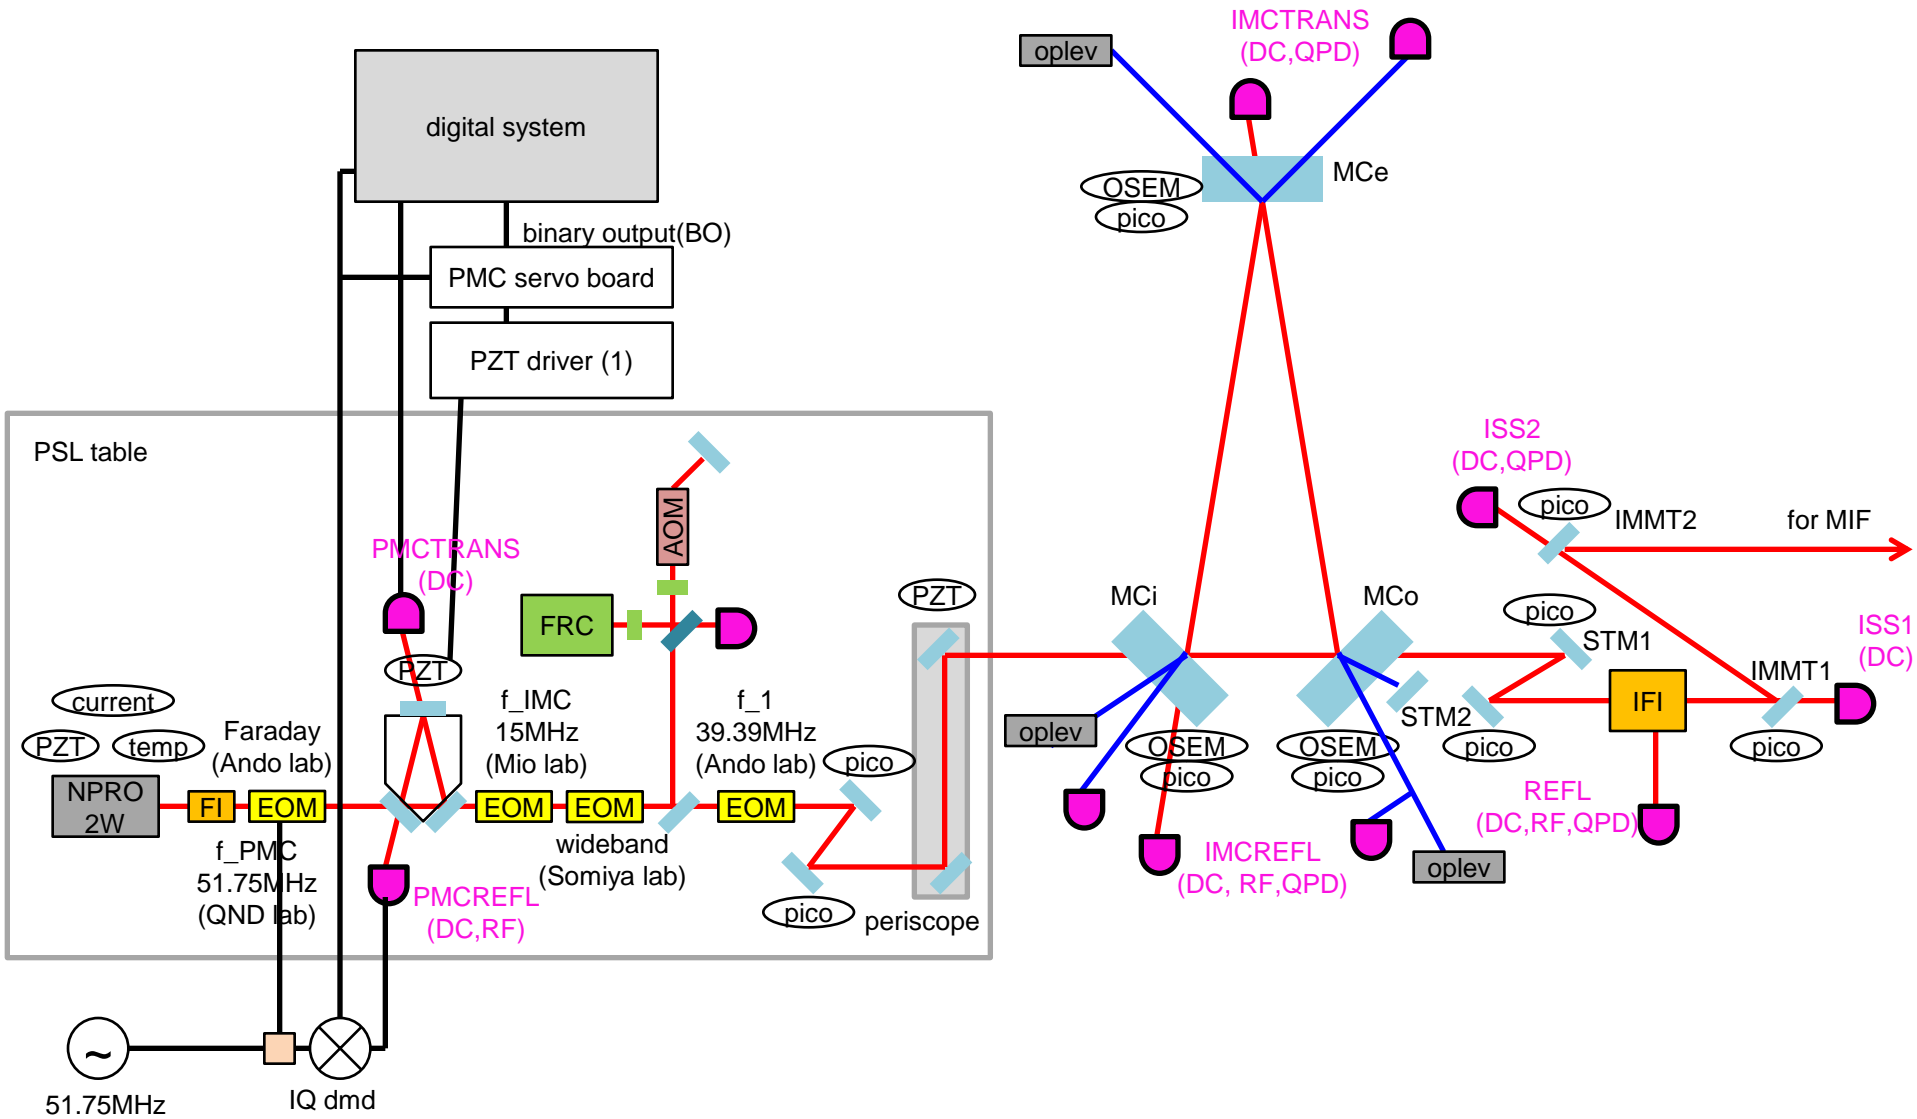 IMCTRANS
(DC,QPD)
oplev
digital system
MCe
OSEM
pico
binary output(BO)
PMC servo board
PZT driver (1)
PSL table
AOM
ISS2
(DC,QPD)
pico
IMMT2
for MIF
PMCTRANS
(DC)
FRC
PZT
MCi
MCo
pico
STM1
ISS1
(DC)
PZT
IMMT1
current
PZT
temp
Faraday
(Ando lab)
f_IMC
15MHz
(Mio lab)
f_1
39.39MHz
(Ando lab)
pico
oplev
OSEM
pico
OSEM
pico
STM2
pico
IFI
pico
NPRO
2W
FI
EOM
EOM
EOM
EOM
f_PMC
51.75MHz
(QND lab)
wideband
(Somiya lab)
PMCREFL
(DC,RF)
pico
periscope
IMCREFL
(DC, RF,QPD)
oplev
REFL
(DC,RF,QPD)
~
51.75MHz
IQ dmd